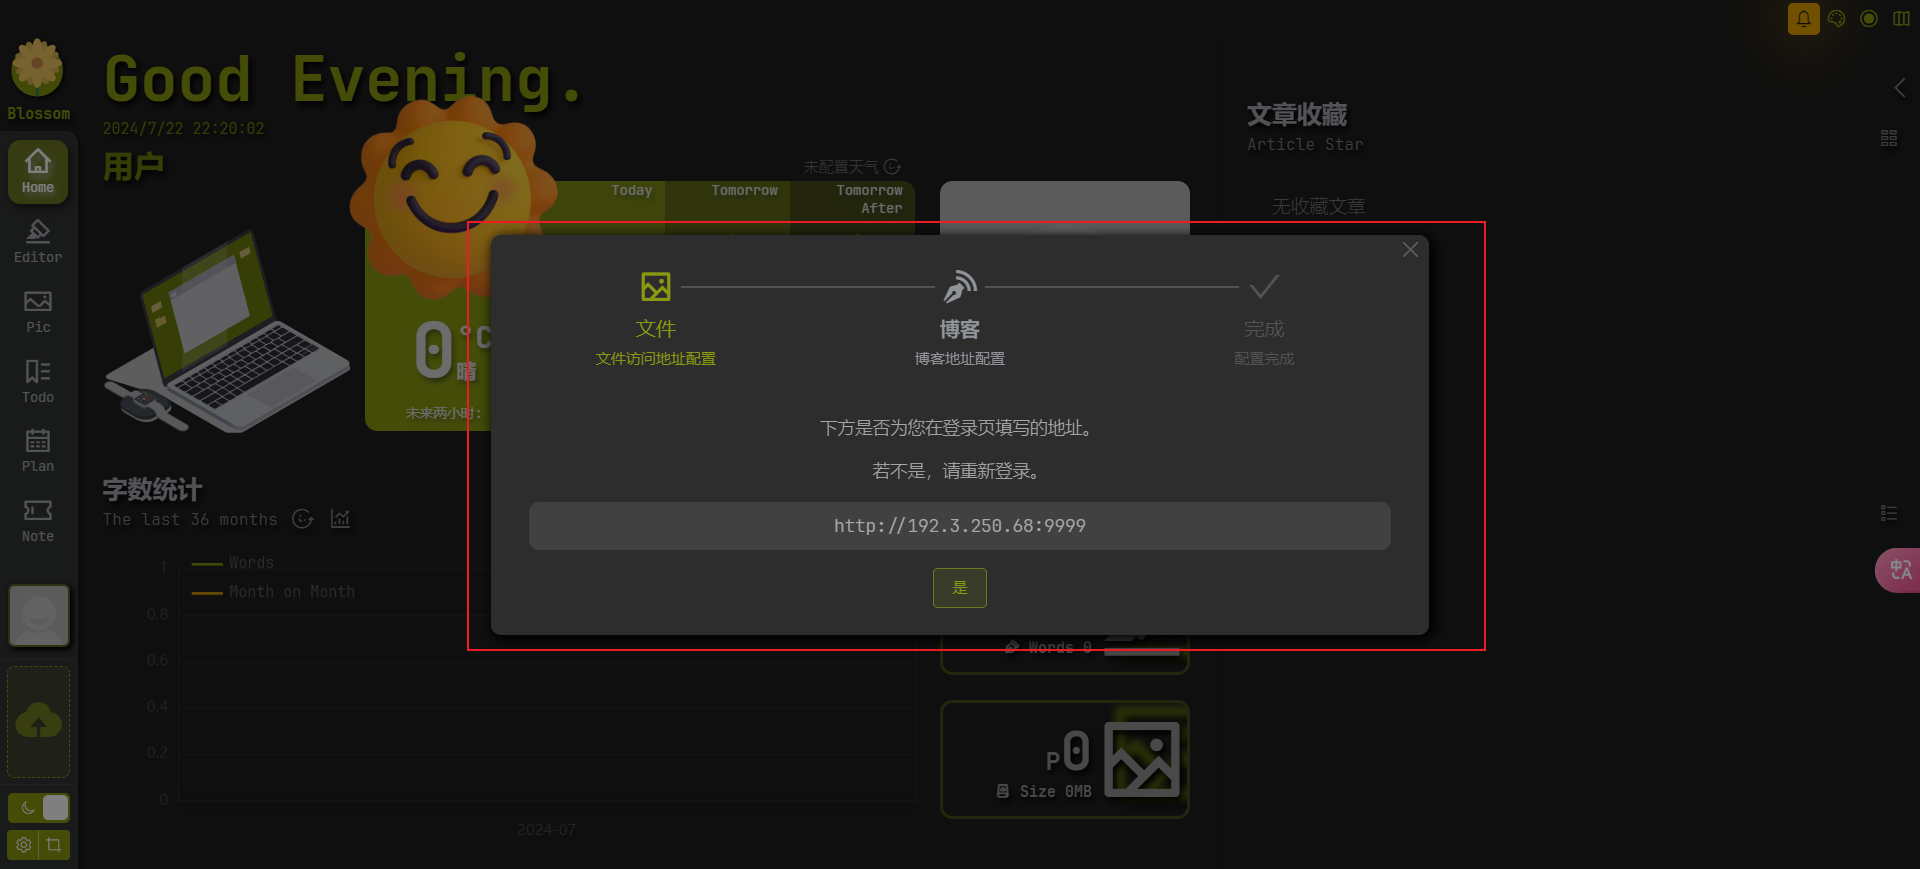 Good Evening.
Blossom
2024/7/22 22:20:02
用户
Home
Editor
Pic
Todo
Plan
Note
未配置天气
Today
Tomorrow
Tomorrow
After
0
°C
晴
未来两小时:
文章收藏
Article Star
无收藏文章
文件
文件访问地址配置
博客
博客地址配置
完成
配置完成
下方是否为您在登录页填写的地址。
若不是，请重新登录。
http://192.3.250.68:9999
是
字数统计
The last 36 months
Words
Month on Month
1
0.8
0.6
0.4
0.2
0
2024-07
Words 0
P0
Size 0MB
中
A